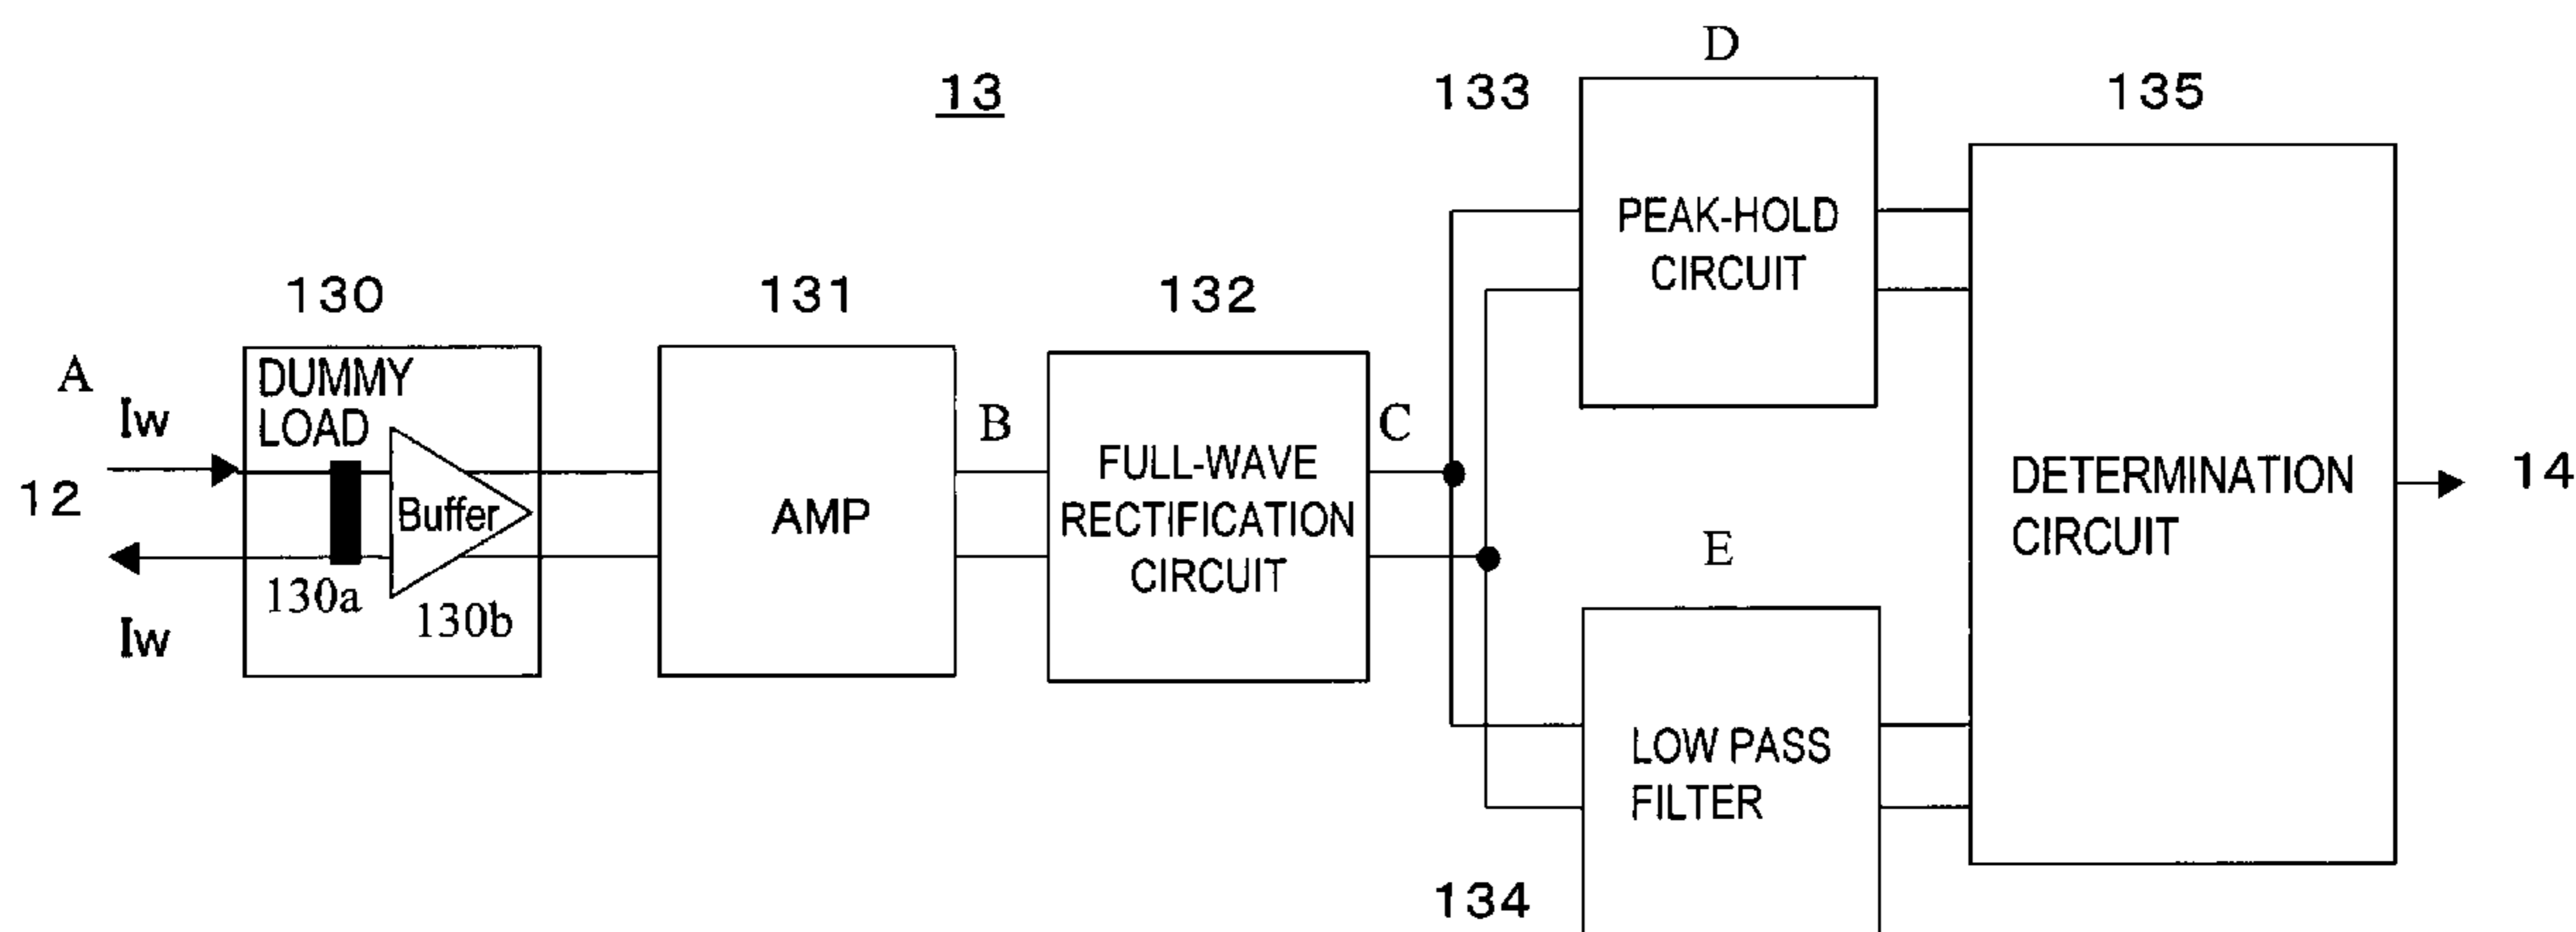 D
13
133
135
130
131
132
PEAK-HOLD
CIRCUIT
A
Iw
DUMMY
LOAD
B
C
12
Buffer
AMP
FULL-WAVE
RECTIFICATION
CIRCUIT
DETERMINATION
CIRCUIT
14
130a
130b
Iw
E
LOW PASS
FILTER
134